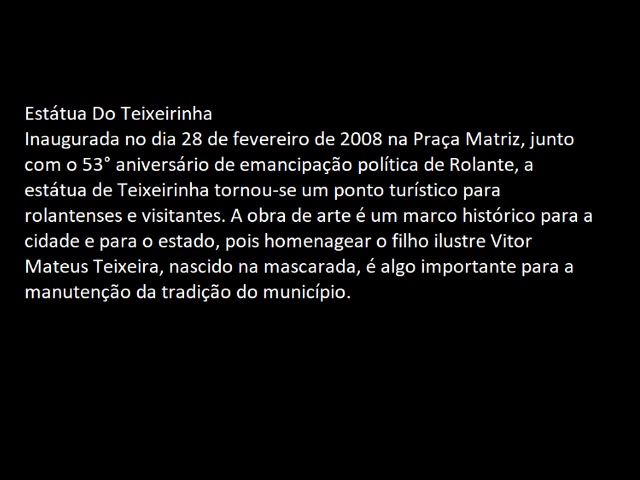 Estátua Do Teixeirinha
Inaugurada no dia 28 de fevereiro de 2008 na Praça Matriz, junto
com o 53° aniversário de emancipação política de Rolante, a
estátua de Teixeirinha tornou-se um ponto turístico para
rolantenses e visitantes. A obra de arte é um marco histórico para a
cidade e para o estado, pois homenagear o filho ilustre Vitor
Mateus Teixeira, nascido na mascarada, é algo importante para a
manutenção da tradição do município.